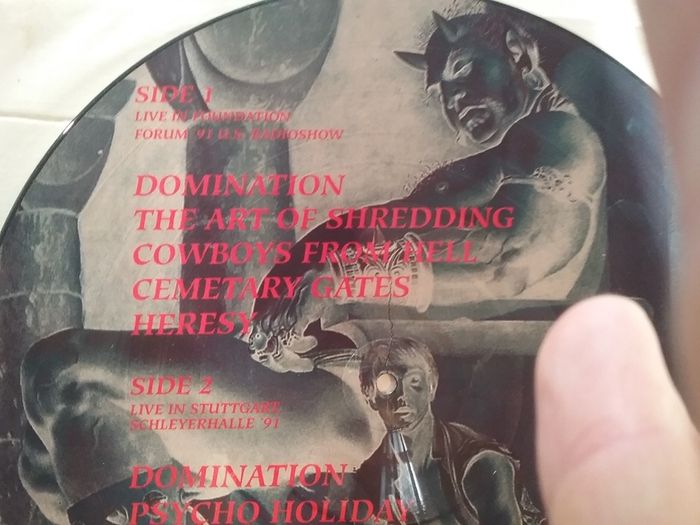 SIDE 1
LIVE IN FOUNDATION
FORUM '91 U.S. RADIOSHOW
DOMINATION
THE ART OF SHREDDING
COWBOYS FROM HELL
CEMETARY GATES
HERESY
SIDE 2
LIVE IN STUTTGART
SCHLEYERHALLE '91
DOMINATION
PSYCHO HOLIDAY